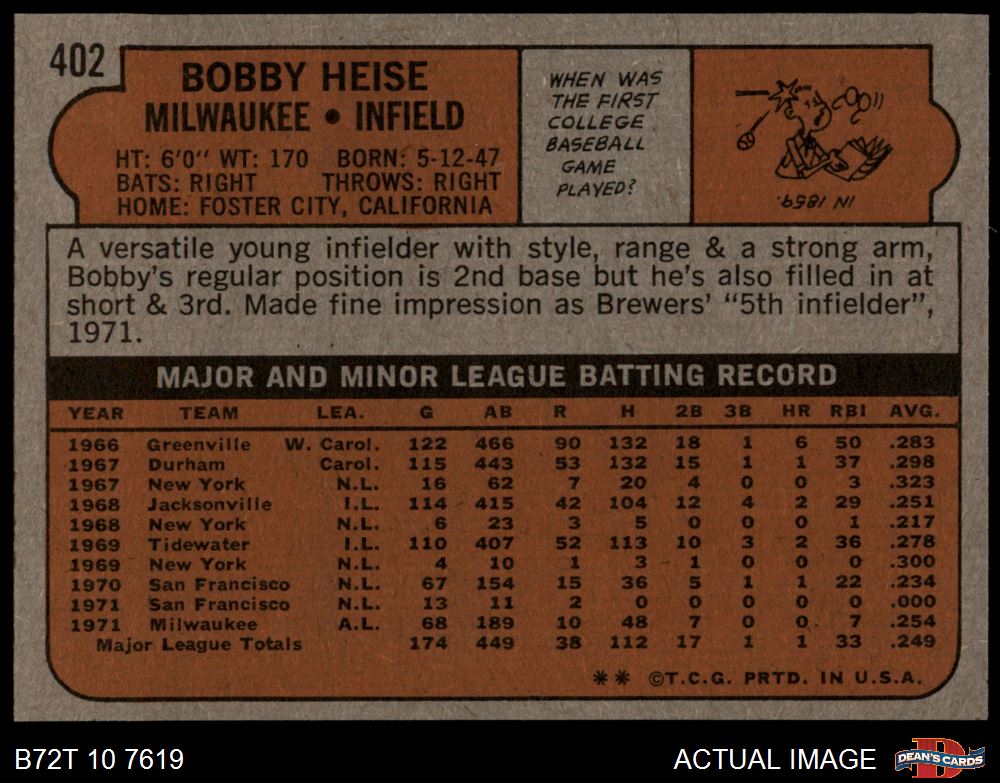 402
BOBBY HEISE
MILWAUKEE • INFIELD
HT: 6'0" WT: 170 BORN: 5-12-47
BATS: RIGHT THROWS: RIGHT
HOME: FOSTER CITY, CALIFORNIA
WHEN WAS
THE FIRST
COLLEGE
BASEBALL
GAME
PLAYED?
IN 1859.
A versatile young infielder with style, range & a strong arm,
Bobby's regular position is 2nd base but he's also filled in at
short & 3rd. Made fine impression as Brewers' "5th infielder",
1971.
MAJOR AND MINOR LEAGUE BATTING RECORD
YEAR TEAM LEA. G AB R H 2B 3B HR RBI AVG.
1966 Greenville W. Carol. 122 466 90 132 18 1 6 50 .283
1967 Durham Carol. 115 443 53 132 15 1 1 37 .298
1967 New York N.L. 16 62 7 20 4 0 0 3 .323
1968 Jacksonville I.L. 114 415 42 104 12 4 2 29 .251
1968 New York N.L. 6 23 3 5 0 0 0 1 .217
1969 Tidewater I.L. 110 407 52 113 10 3 2 36 .278
1969 New York N.L. 4 10 1 3 1 0 0 0 .300
1970 San Francisco N.L. 67 154 15 36 5 1 1 22 .234
1971 San Francisco N.L. 13 11 2 0 0 0 0 0 .000
1971 Milwaukee A.L. 68 189 10 48 7 0 0 7 .254
Major League Totals 174 449 38 112 17 1 1 33 .249
** ©T.C.G. PRTD. IN U.S.A.
B72T 10 7619
ACTUAL IMAGE
D
DEAN'S CARDS